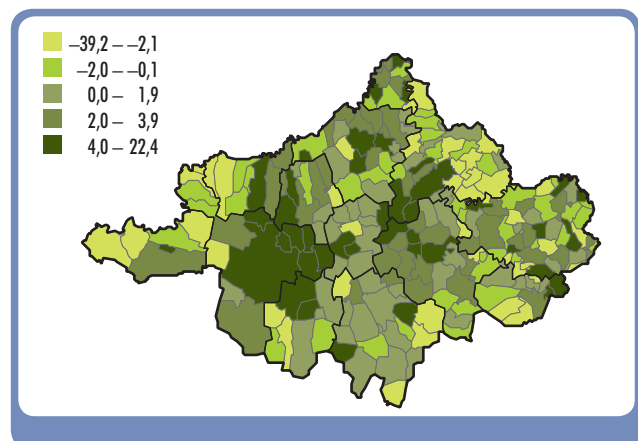 –39,2 – –2,1
–2,0 – –0,1
0,0 – 1,9
2,0 – 3,9
4,0 – 22,4